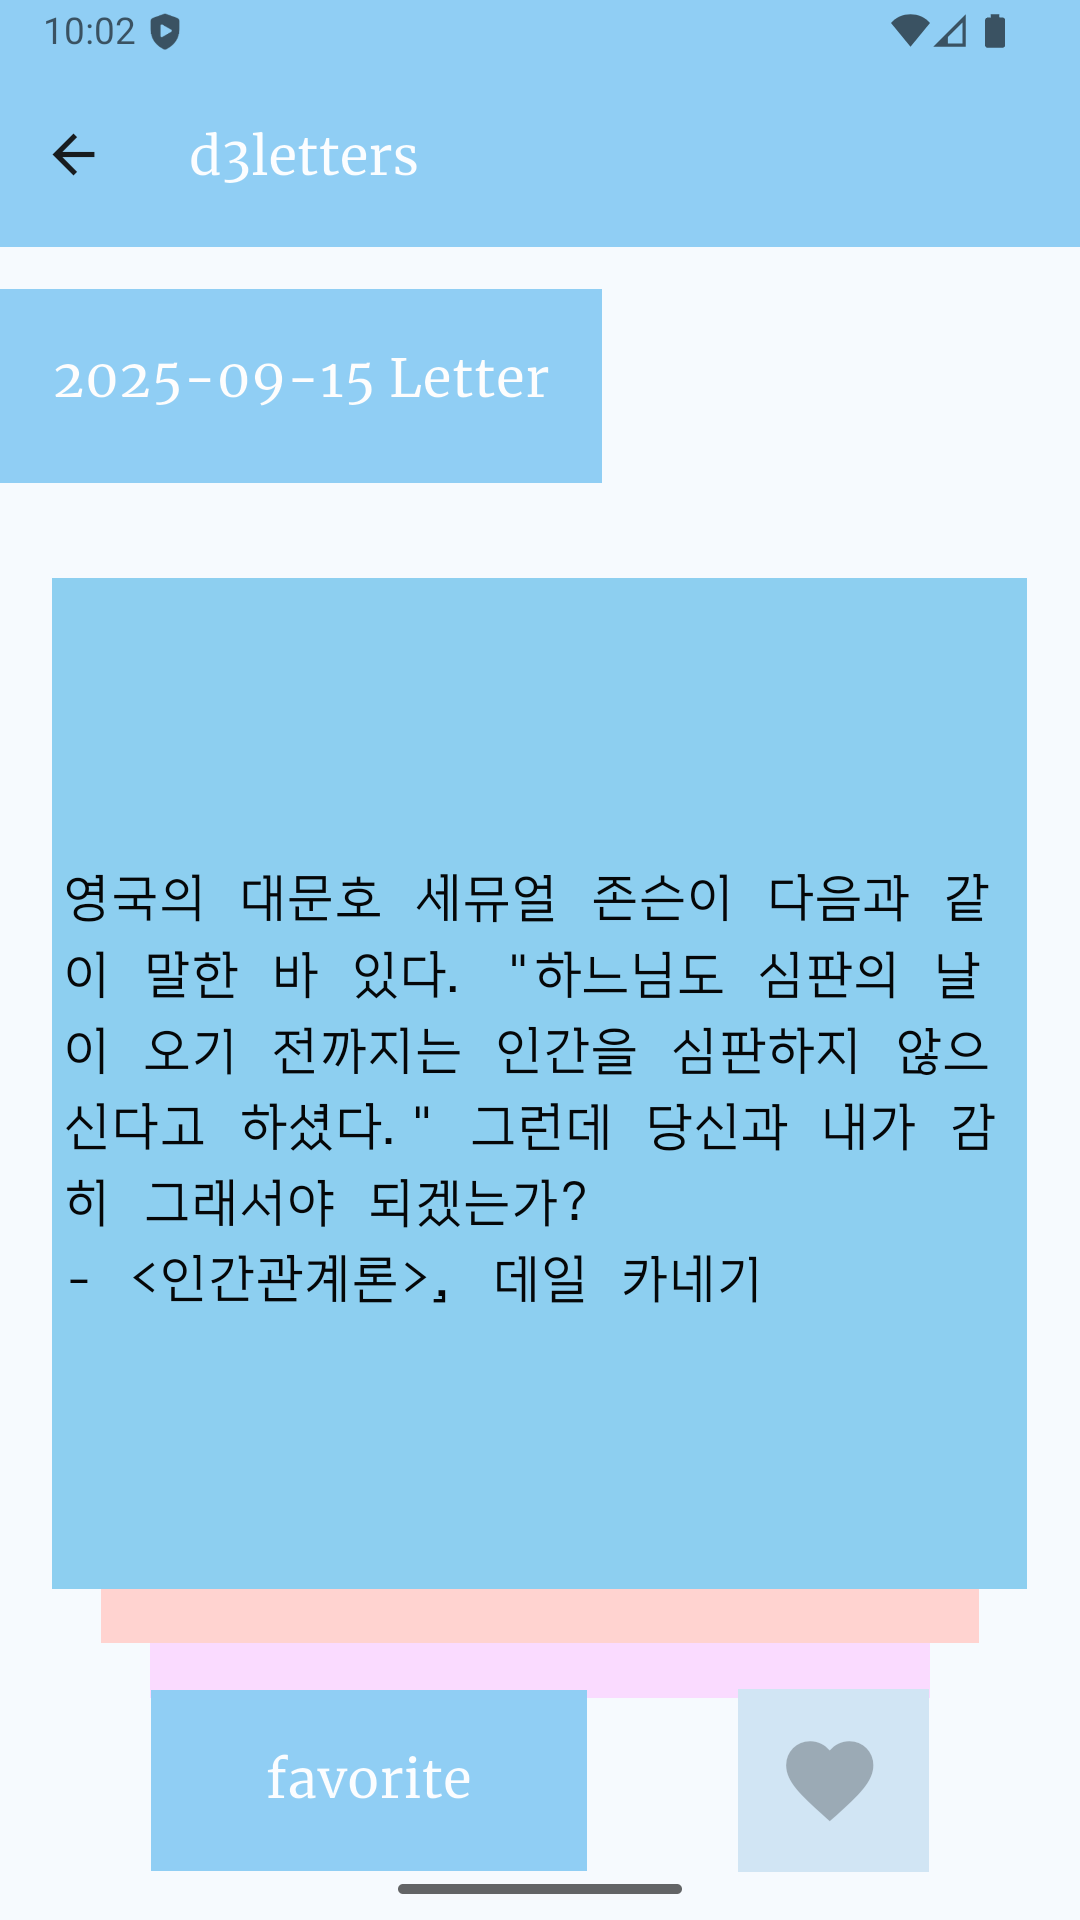 10:02
d3letters
2025-09-15 Letter
영국의 대문호 세뮤얼 존슨이 다음과 같
이 말한 바 있다. "하느님도 심판의 날
이 오기 전까지는 인간을 심판하지 않으
신다고 하셨다." 그런데 당신과 내가 감
히 그래서야 되겠는가?
- <인간관계론>, 데일 카네기
favorite